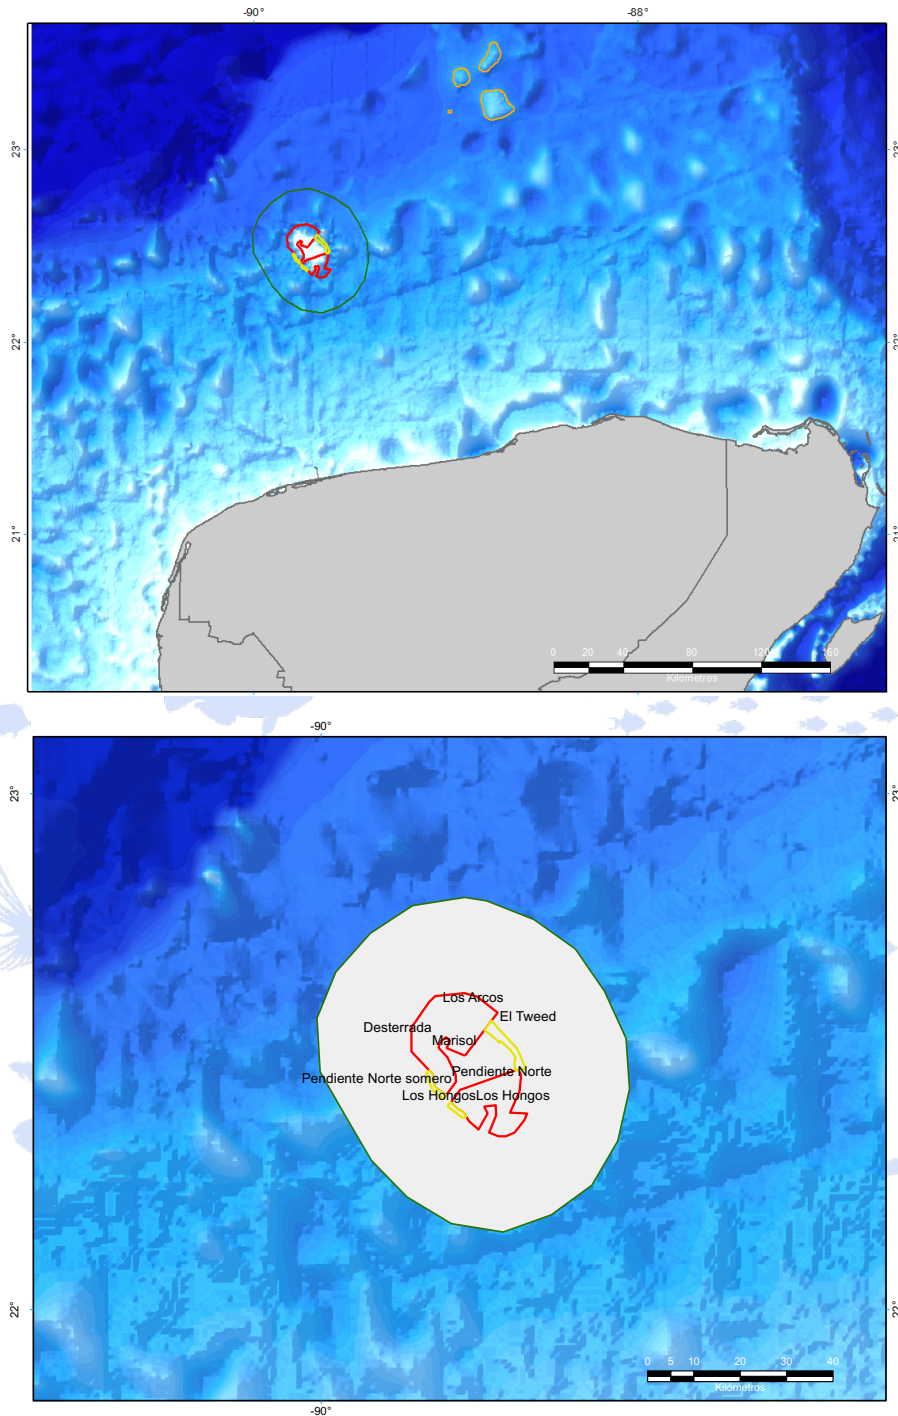 -90° -88°
23° 23°
22° 22°
21° 21°
0 20 40 80 120 160
Kilómetros
-90°
23° 23°
Los Arcos
El Tweed
Desterrada
Marisol
Pendiente Norte
Pendiente Norte somero
Los Hongos Los Hongos
22° 22°
0 5 10 20 30 40
Kilómetros
-90°